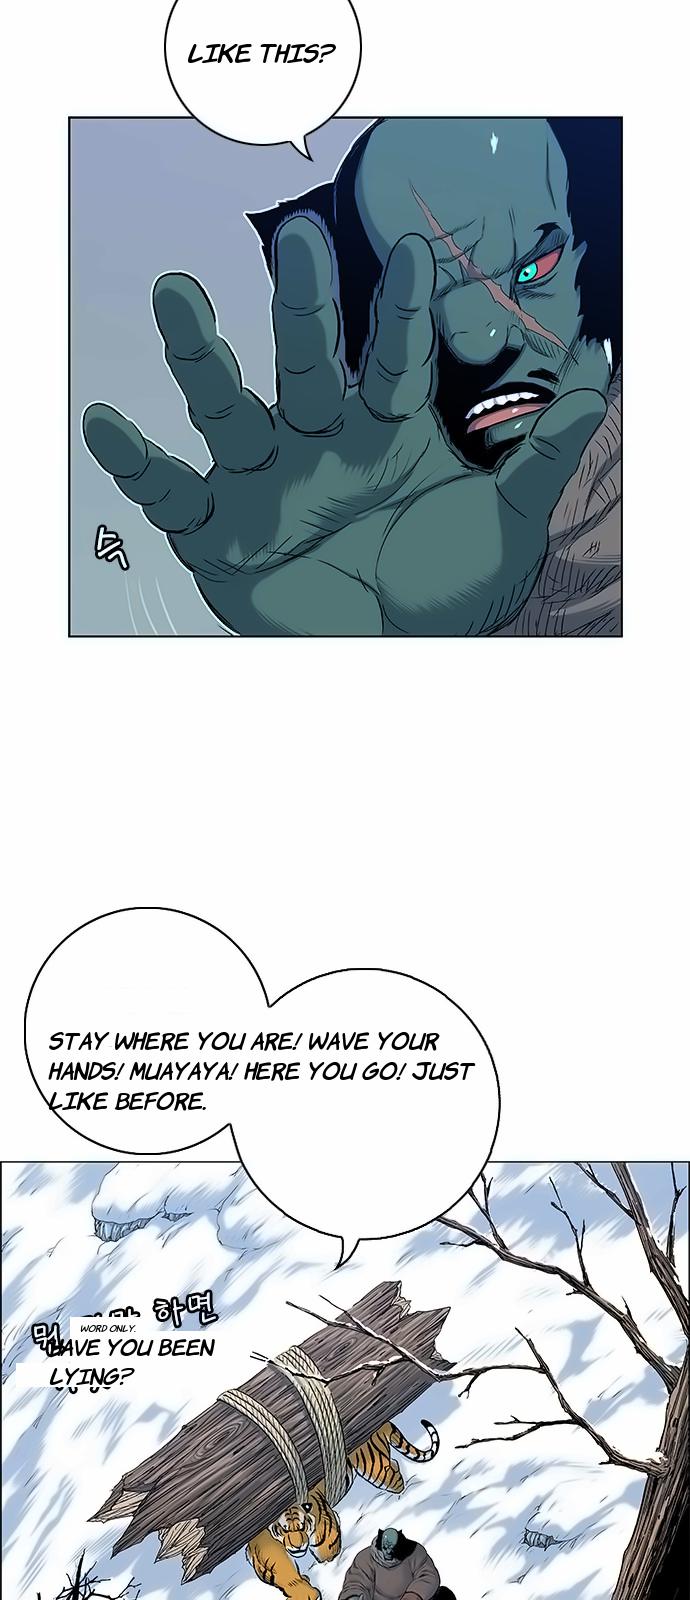 LIKE THIS?
스윽
STAY WHERE YOU ARE! WAVE YOUR
HANDS! MUAYAYA! HERE YOU GO! JUST
LIKE BEFORE.
하면
WORD ONLY.
HAVE YOU BEEN
LYING?